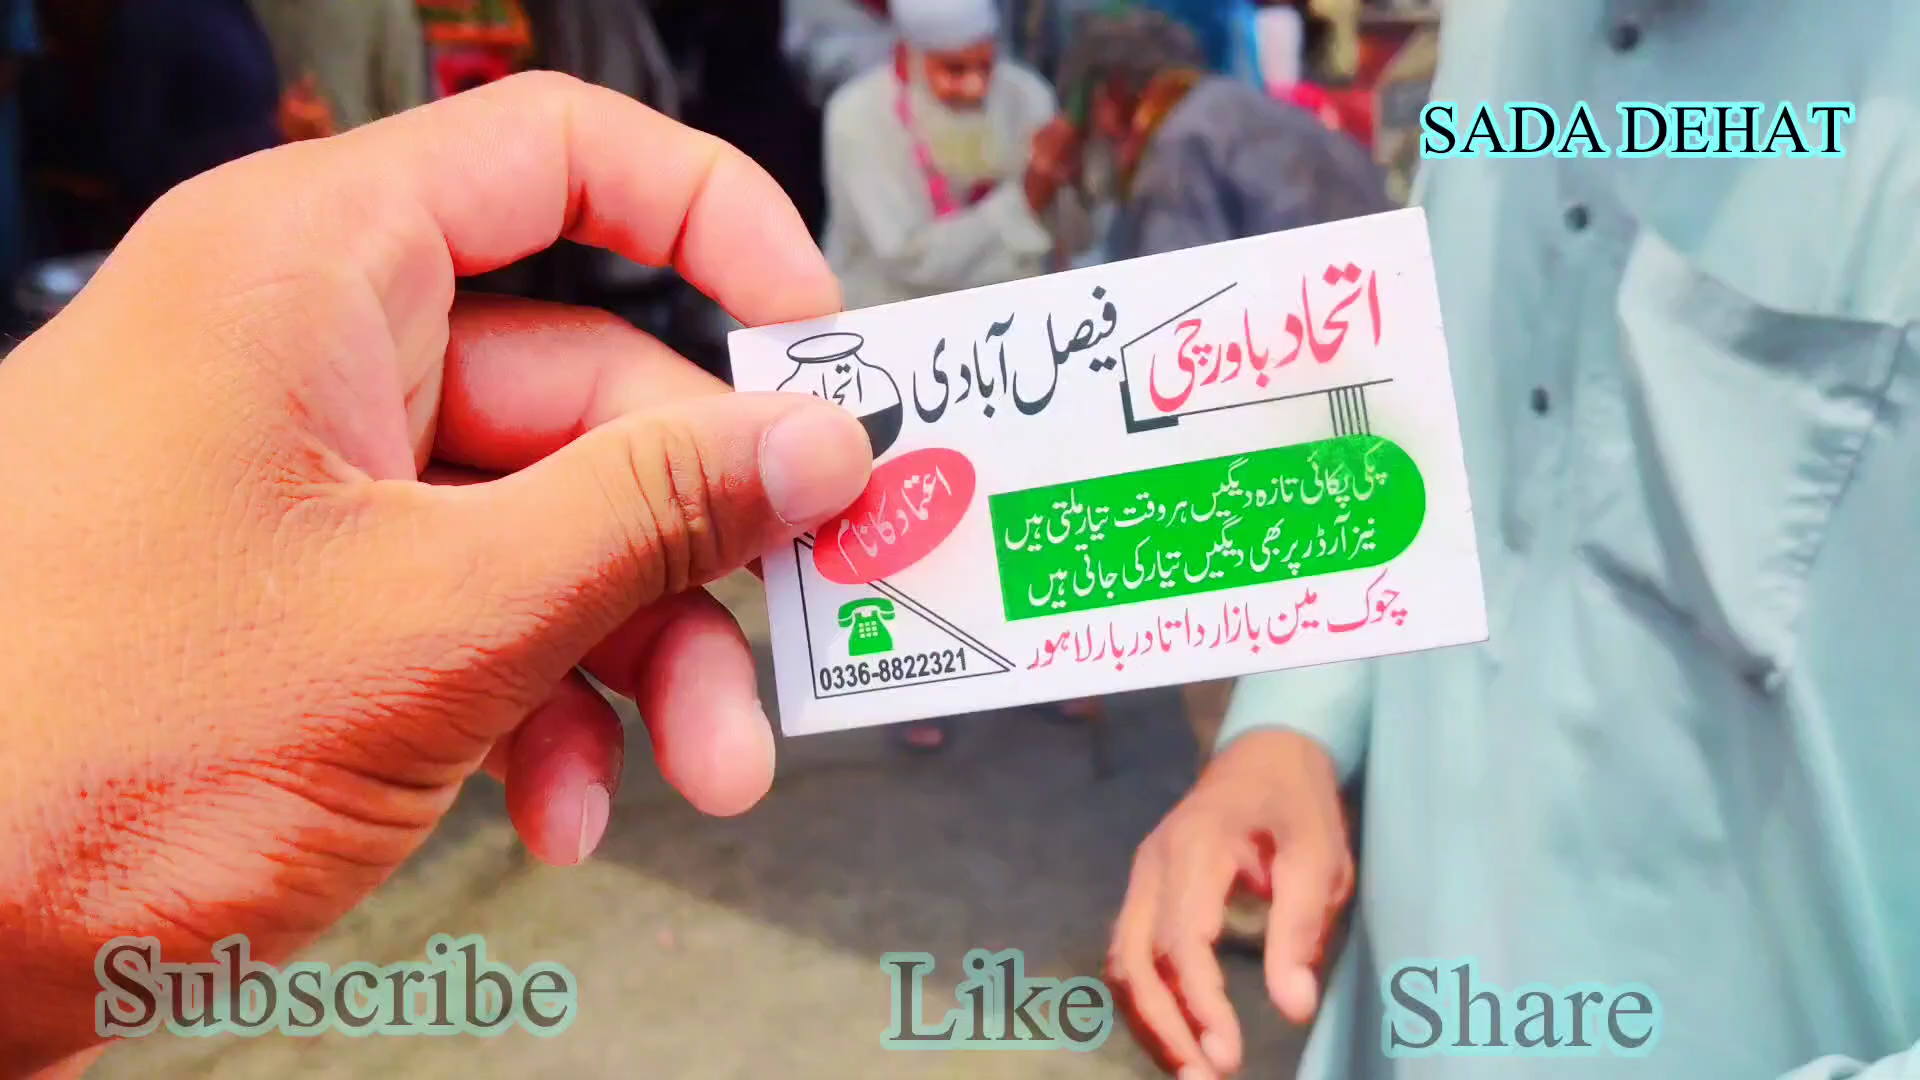 SADA DEHAT
اتحاد باورچی فیصل آبادی
اتحاد
اعتماد کا نام
پکی پکائی تازہ دیگیں ہر وقت تیار ملتی ہیں
نیز آرڈر پر بھی دیگیں تیار کی جاتی ہیں
چوک مین بازار داتا دربار لاہور
0336-8822321
Subscribe Like Share